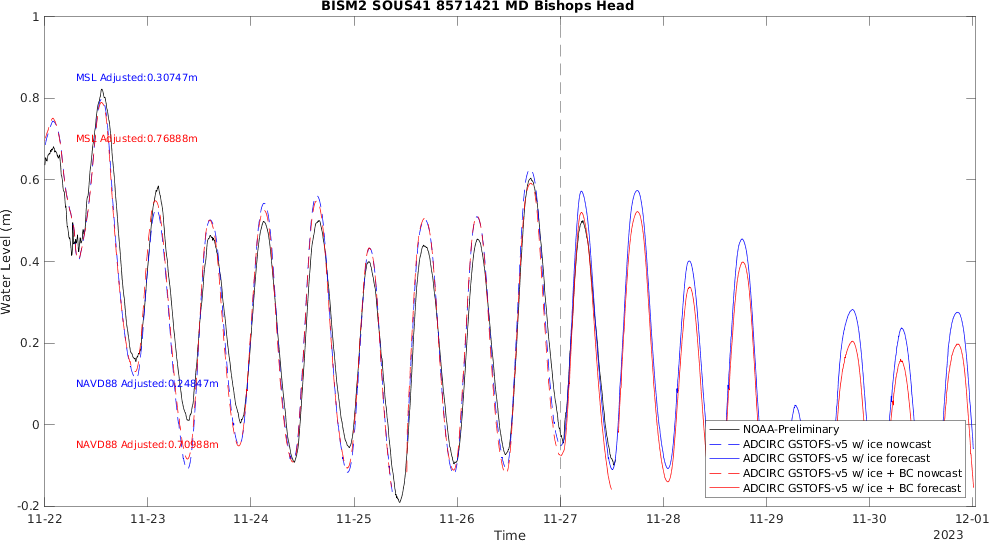 BISM2 SOUS41 8571421 MD Bishops Head
1
0.8
0.6
0.4
0.2
0
-0.2
Water Level (m)
MSL Adjusted:0.30747m
MSL Adjusted:0.76888m
NAVD88 Adjusted:0.24847m
NAVD88 Adjusted:0.70988m
NOAA-Preliminary
ADCIRC GSTOFS-v5 w/ ice nowcast
ADCIRC GSTOFS-v5 w/ ice forecast
ADCIRC GSTOFS-v5 w/ ice + BC nowcast
ADCIRC GSTOFS-v5 w/ ice + BC forecast
11-22 11-23 11-24 11-25 11-26 11-27 11-28 11-29 11-30 12-01
Time
2023